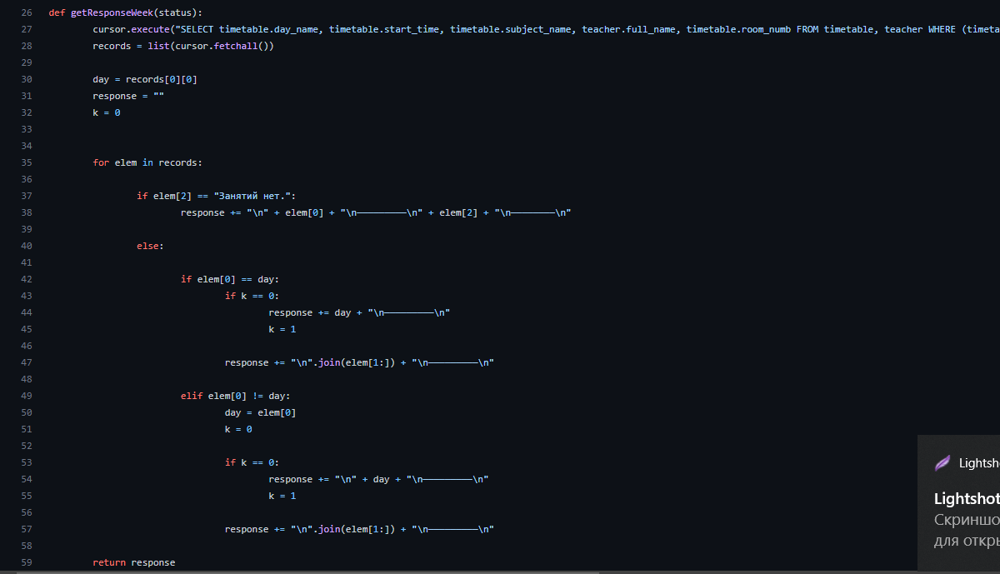 26 def getResponseWeek(status):
27 cursor.execute("SELECT timetable.day_name, timetable.start_time, timetable.subject_name, teacher.full_name, timetable.room_numb FROM timetable, teacher WHERE (timeta
28 records = list(cursor.fetchall())
29
30 day = records[0][0]
31 response = ""
32 k = 0
33
34
35 for elem in records:
36
37 if elem[2] == "Занятий нет.":
38 response += "\n" + elem[0] + "\n—————————\n" + elem[2] + "\n————————\n"
39
40 else:
41
42 if elem[0] == day:
43 if k == 0:
44 response += day + "\n—————————\n"
45 k = 1
46
47 response += "\n".join(elem[1:]) + "\n—————————\n"
48
49 elif elem[0] != day:
50 day = elem[0]
51 k = 0
52
53 if k == 0:
54 response += "\n" + day + "\n—————————\n"
55 k = 1
56
57 response += "\n".join(elem[1:]) + "\n—————————\n"
58
59 return response
Lightsh
Lightshot
Скриншо
для откры